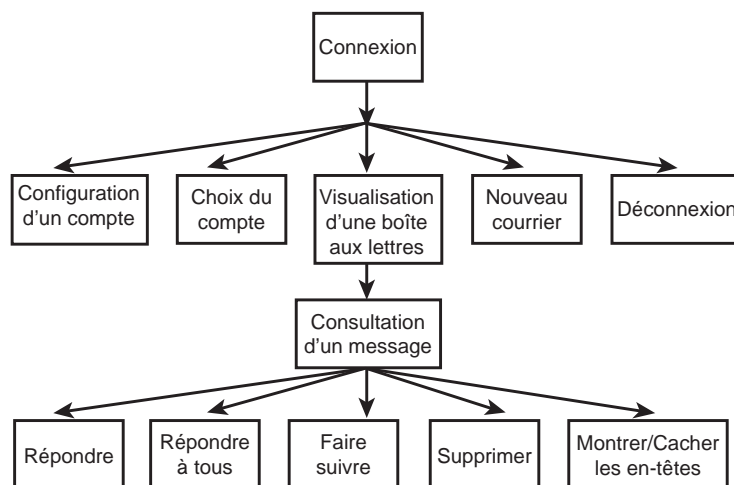 Connexion
Configuration
d'un compte
Choix du
compte
Visualisation
d'une boîte
aux lettres
Nouveau
courrier
Déconnexion
Consultation
d'un message
Répondre
Répondre
à tous
Faire
suivre
Supprimer
Montrer/Cacher
les en-têtes